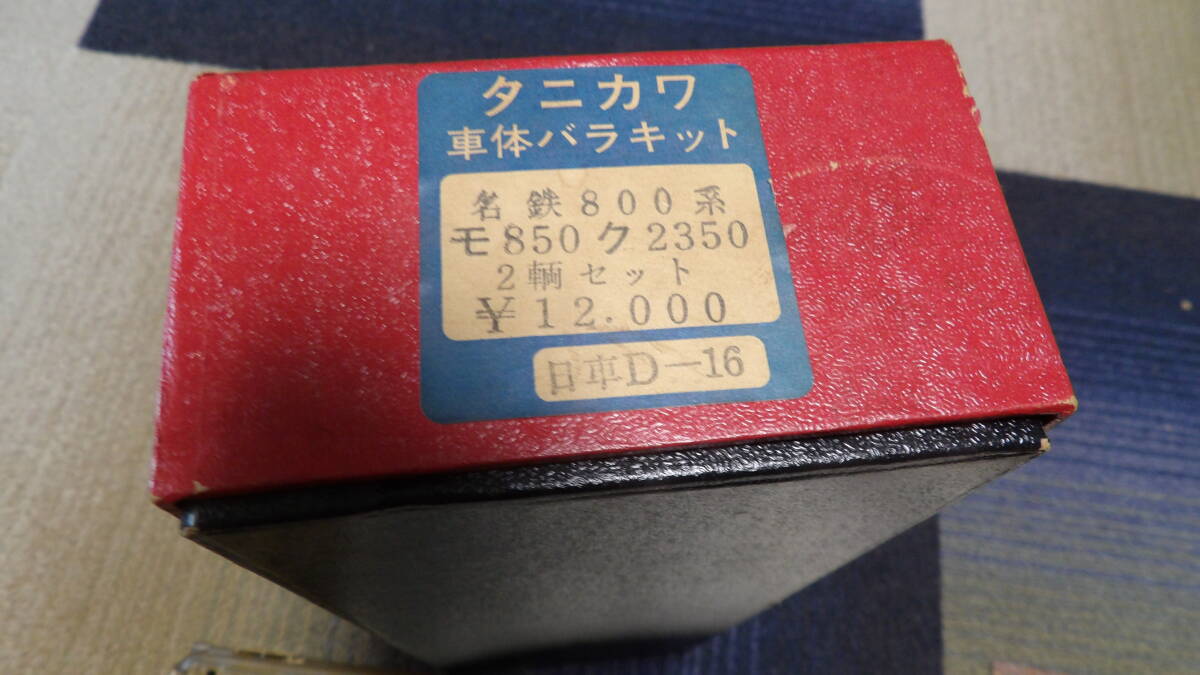 タニカワ
車体バラキット
名鉄800系
モ850ク2350
2輌セット
¥12.000
日車D-16